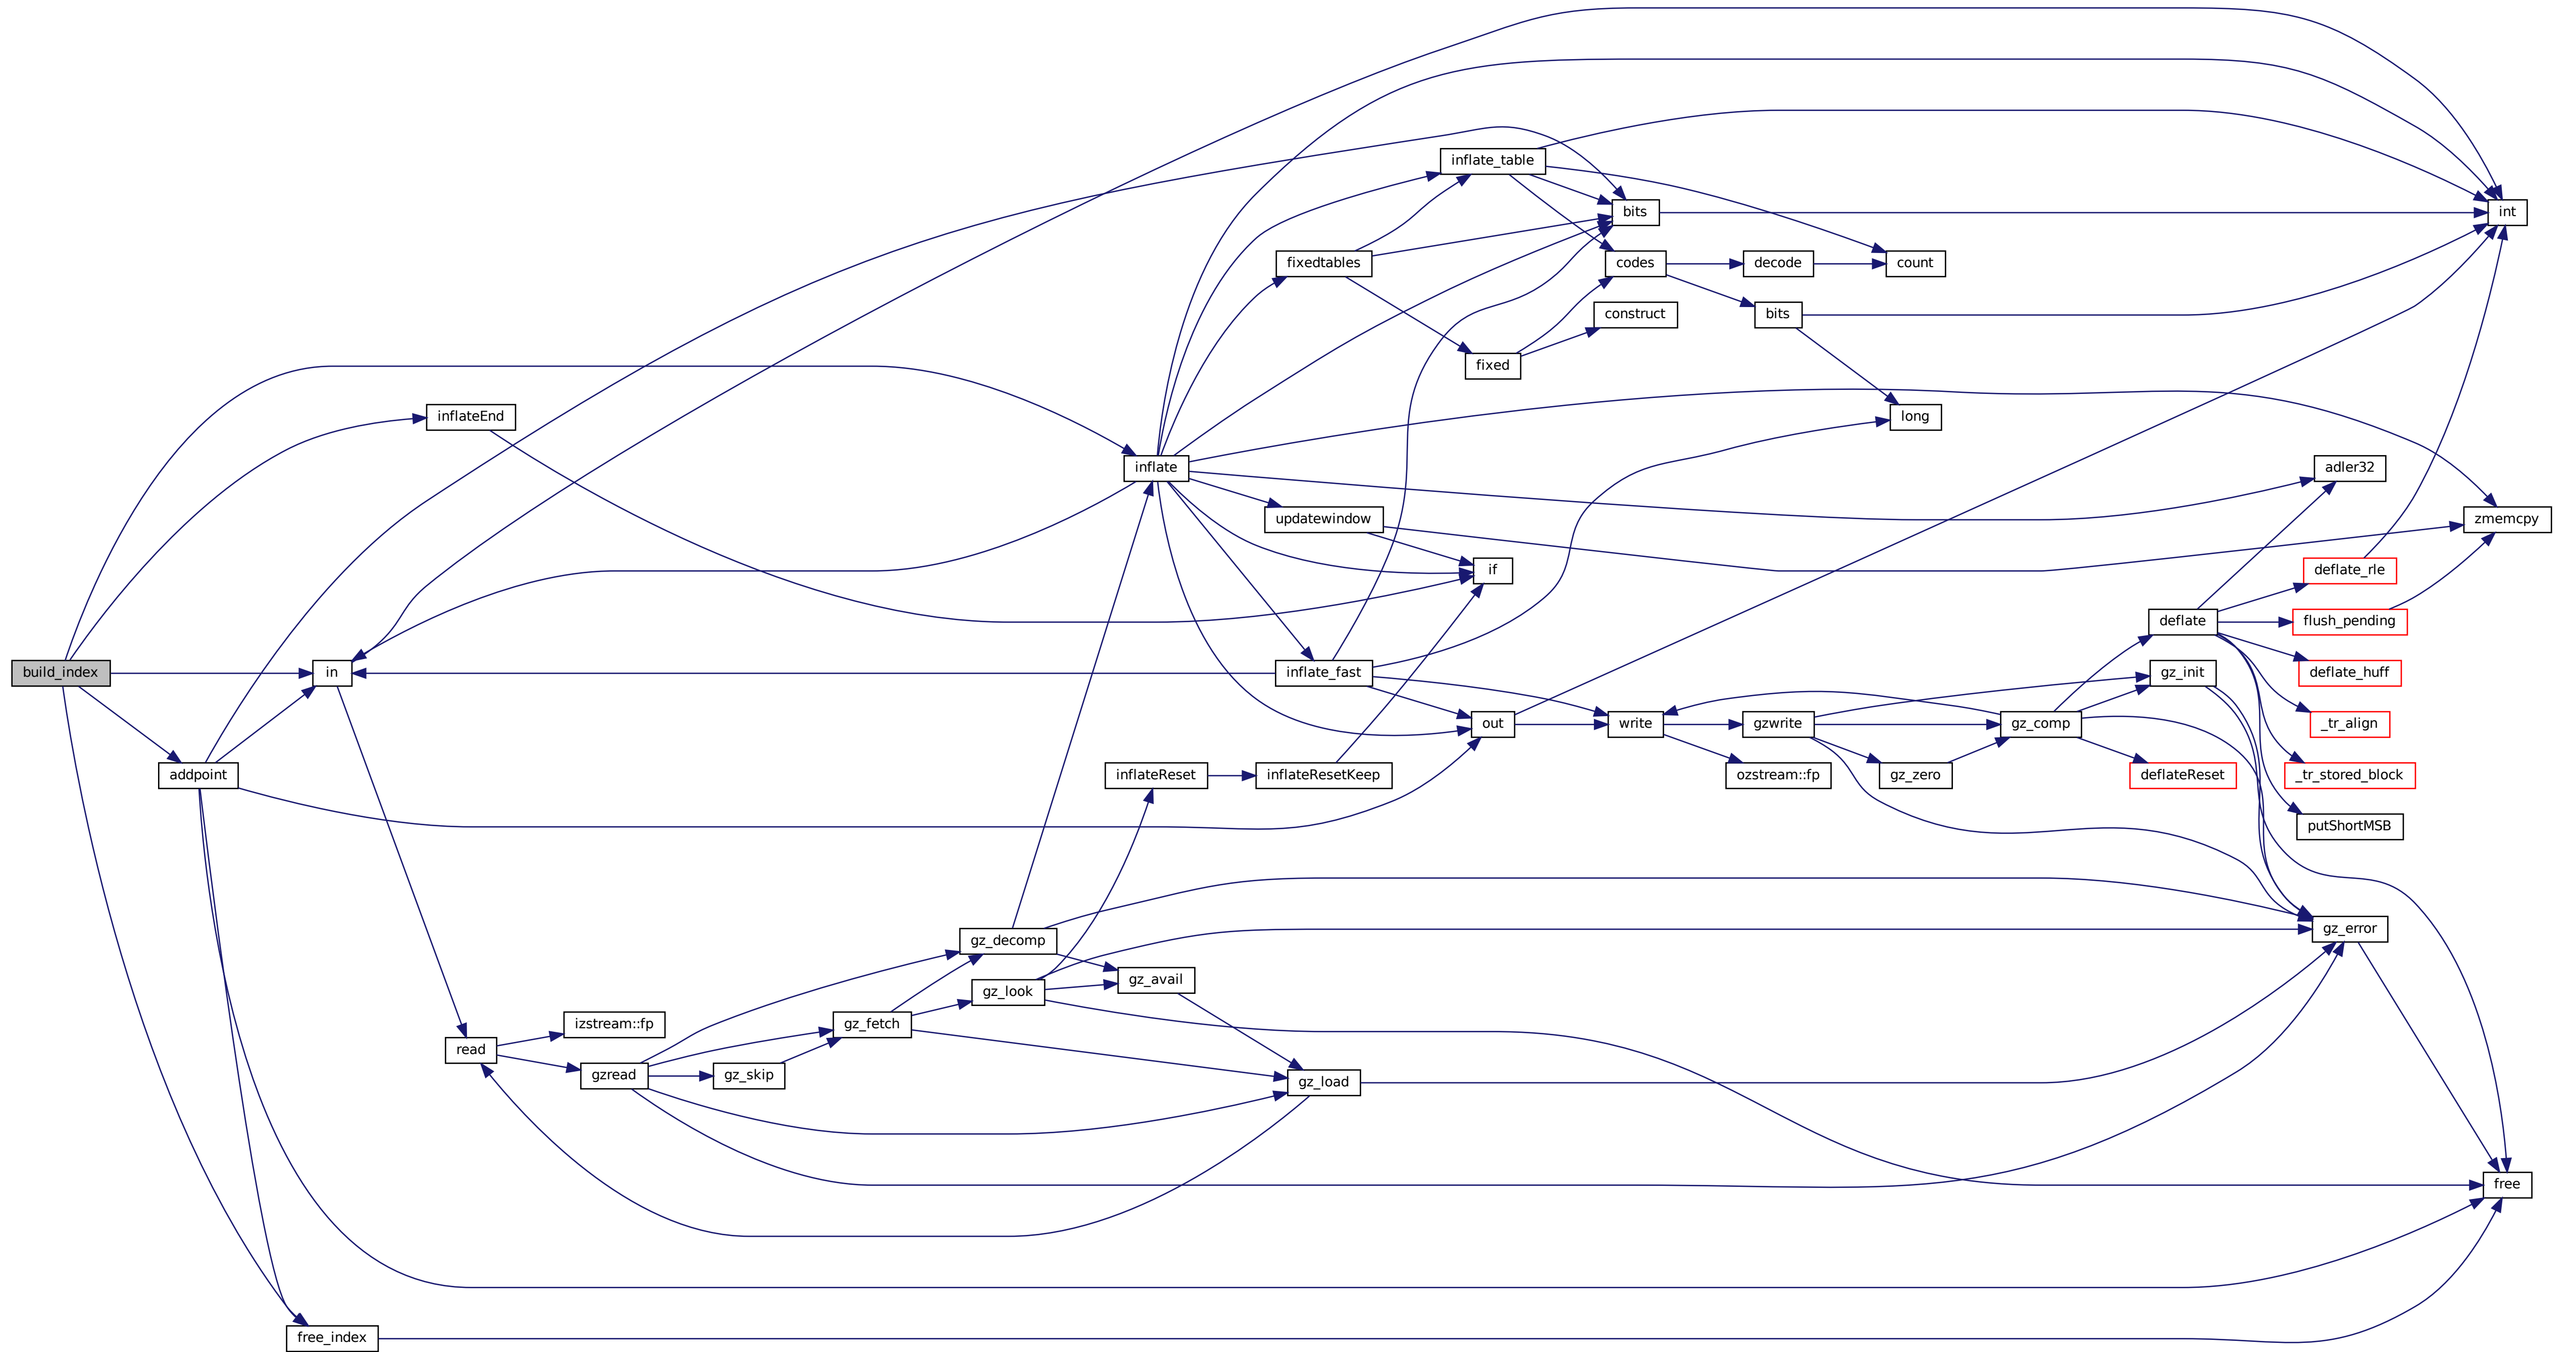 build_index
inflateEnd
in
addpoint
free_index
read
izstream::fp
gzread
gz_skip
gz_fetch
gz_decomp
gz_look
gz_avail
inflate
inflateReset
inflateResetKeep
gz_load
fixedtables
updatewindow
inflate_fast
inflate_table
fixed
if
out
bits
codes
construct
write
decode
bits
gzwrite
ozstream::fp
count
long
gz_zero
gz_comp
deflate
gz_init
deflateReset
adler32
deflate_rle
flush_pending
deflate_huff
_tr_align
_tr_stored_block
putShortMSB
gz_error
int
zmemcpy
free